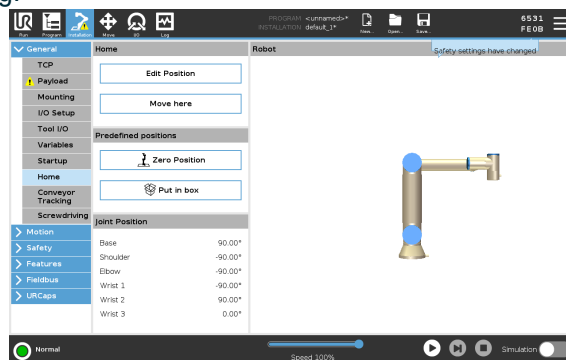 g.
PROGRAM <unnamed>*
INSTALLATION default_1*
6531
FE0B
Run Program Installation Move I/O Log New... Open... Save...
General
Home
Robot
Safety settings have changed
TCP
Payload
Mounting
I/O Setup
Tool I/O
Variables
Startup
Home
Conveyor
Tracking
Screwdriving
Motion
Safety
Features
Fieldbus
URCaps
Edit Position
Move here
Predefined positions
Zero Position
Put in box
Joint Position
Base 90.00°
Shoulder -90.00°
Elbow -90.00°
Wrist 1 -90.00°
Wrist 2 90.00°
Wrist 3 0.00°
Normal
Speed 100%
Simulation